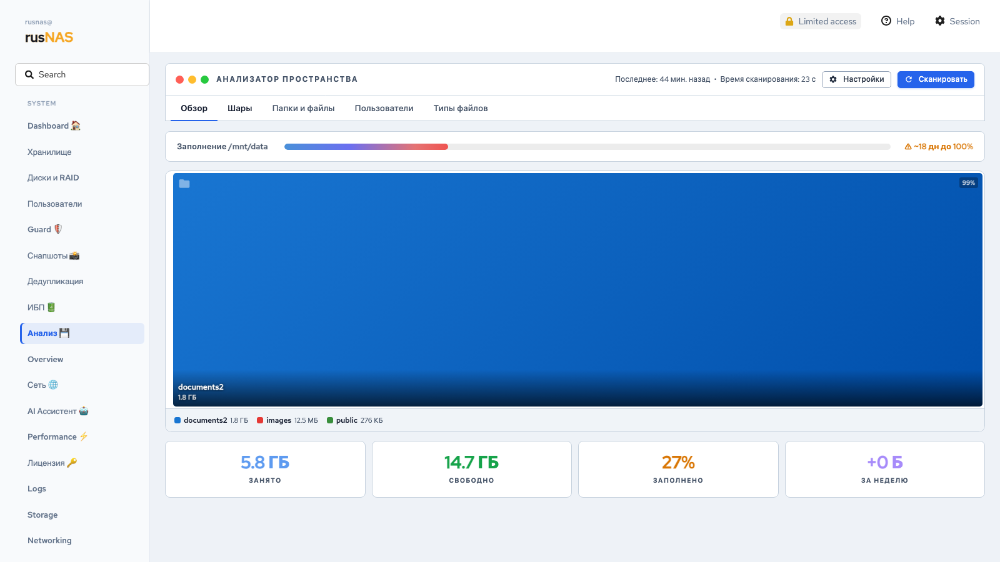 rusnas@
rusNAS
Search
SYSTEM
Dashboard
Хранилище
Диски и RAID
Пользователи
Guard
Снапшоты
Дедупликация
ИБП
Анализ
Overview
Сеть
AI Ассистент
Performance
Лицензия
Logs
Storage
Networking
Limited access
Help
Session
АНАЛИЗАТОР ПРОСТРАНСТВА
Последнее: 44 мин. назад • Время сканирования: 23 с
Настройки
Сканировать
Обзор
Шары
Папки и файлы
Пользователи
Типы файлов
Заполнение /mnt/data
~18 дн до 100%
99%
documents2
1.8 ГБ
documents2 1.8 ГБ
images 12.5 МБ
public 276 КБ
5.8 ГБ
ЗАНЯТО
14.7 ГБ
СВОБОДНО
27%
ЗАПОЛНЕНО
+0 Б
ЗА НЕДЕЛЮ